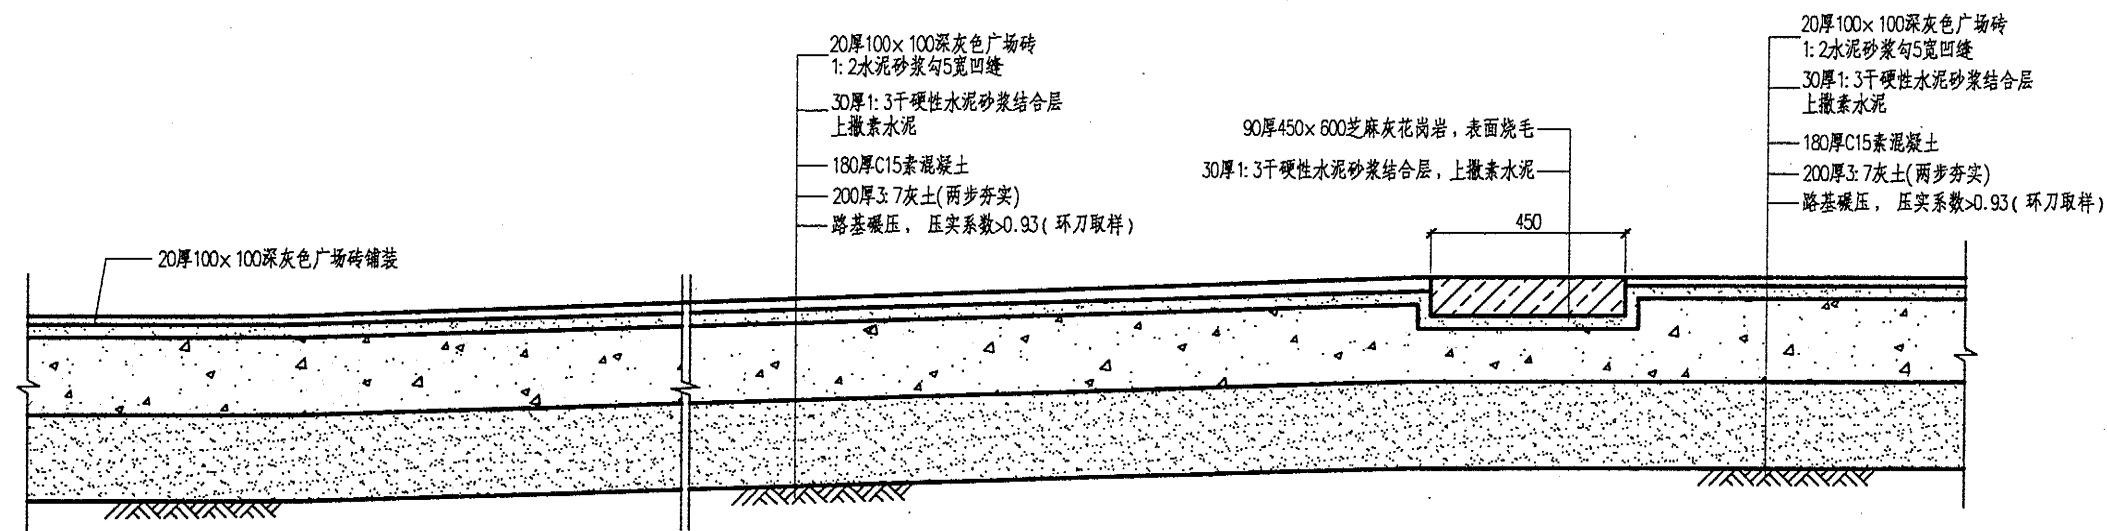 20厚100×100深灰色广场砖
1:2水泥砂浆勾5宽凹缝
30厚1:3干硬性水泥砂浆结合层
上撒素水泥
180厚C15素混凝土
200厚3:7灰土(两步夯实)
路基碾压，压实系数>0.93(环刀取样)
20厚100×100深灰色广场砖铺装
90厚450×600芝麻灰花岗岩，表面烧毛
30厚1:3干硬性水泥砂浆结合层，上撒素水泥
450
20厚100×100深灰色广场砖
1:2水泥砂浆勾5宽凹缝
30厚1:3干硬性水泥砂浆结合层
上撒素水泥
180厚C15素混凝土
200厚3:7灰土(两步夯实)
路基碾压，压实系数>0.93(环刀取样)